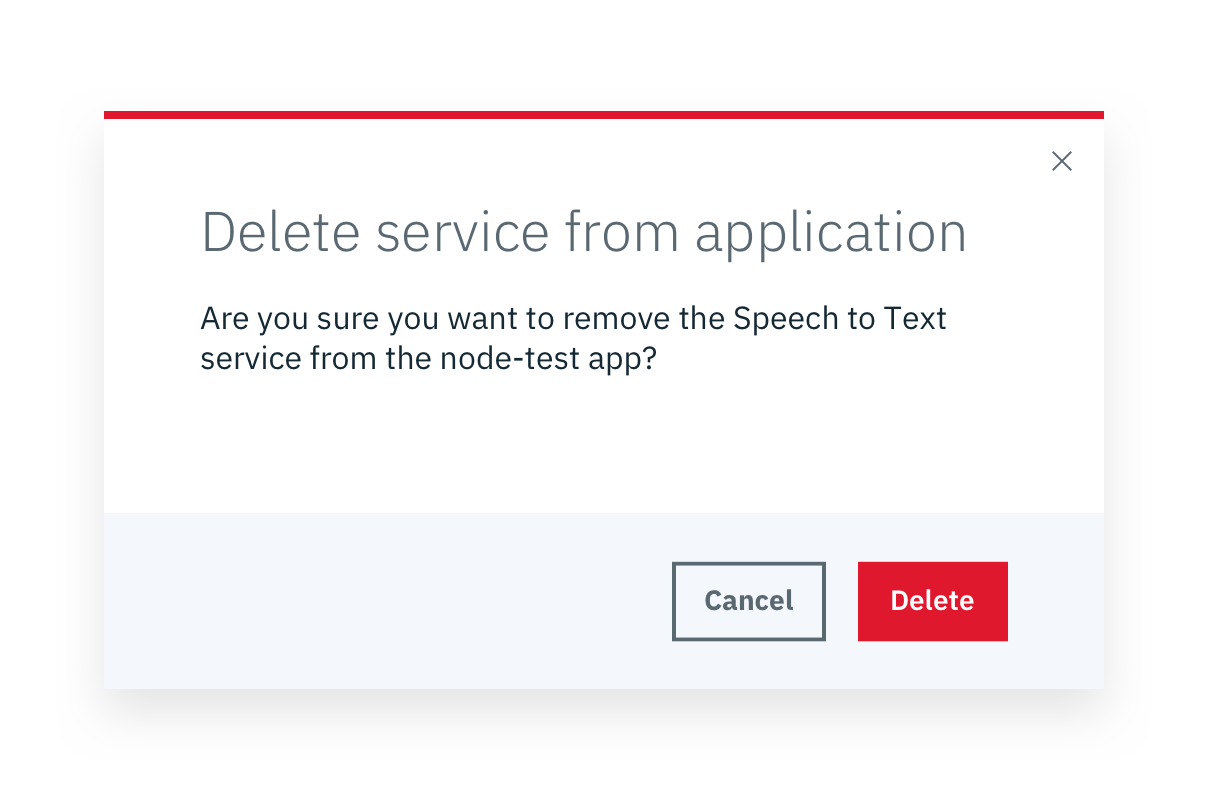 Delete service from application
Are you sure you want to remove the Speech to Text
service from the node-test app?
Cancel
Delete